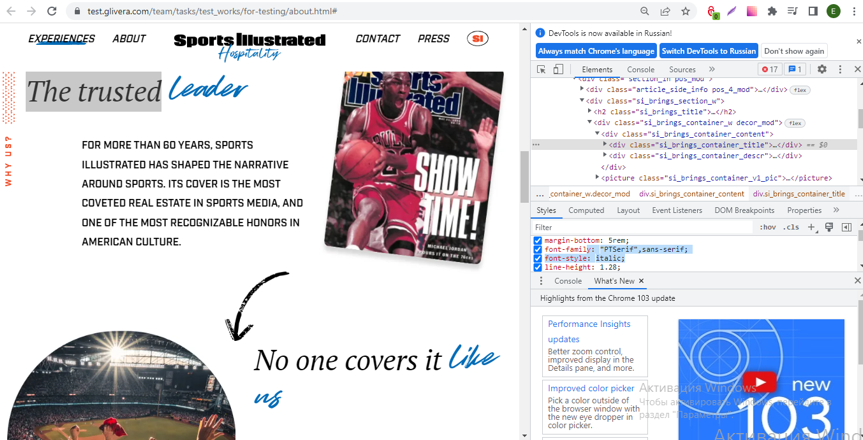 test.glivera.com/team/tasks/test_works/for-testing/about.html#
E
EXPERIENCES ABOUT Sports Illustrated Hospitality CONTACT PRESS SI
The trusted leader
WHY US?
FOR MORE THAN 60 YEARS, SPORTS
ILLUSTRATED HAS SHAPED THE NARRATIVE
AROUND SPORTS. ITS COVER IS THE MOST
COVETED REAL ESTATE IN SPORTS MEDIA, AND
ONE OF THE MOST RECOGNIZABLE HONORS IN
AMERICAN CULTURE.
Illustrated
SHOW
TIME!
MICHAEL JORDAN
No one covers it like
us
DevTools is now available in Russian!
Always match Chrome's language Switch DevTools to Russian Don't show again
Elements Console Sources » 17 1
<div class="section_in pos_mod">
<div class="article_side_info pos_4_mod">…</div> flex
<div class="si_brings_section_w">
<h2 class="si_brings_title">…</h2>
<div class="si_brings_container_w decor_mod"> flex
<div class="si_brings_container_content">
<div class="si_brings_container_title">…</div> == $0
<div class="si_brings_container_descr">…</div>
</div>
<picture class="si_brings_container_v1_pic">…</picture>
… container_w.decor_mod div.si_brings_container_content div.si_brings_container_title …
Styles Computed Layout Event Listeners DOM Breakpoints Properties »
Filter :hov .cls +
margin-bottom: 5rem;
font-family: "PTSerif",sans-serif;
font-style: italic;
line-height: 1.28;
Console What's New ×
Highlights from the Chrome 103 update
Performance Insights
updates
Better zoom control,
improved display in the
Details pane, and more.
Improved color picker
Pick a color outside of
the browser window with
the new eye dropper in
color picker.
new
103
Активация Windows
Чтобы активировать Windows
раздел "Параметры
Активация Wind